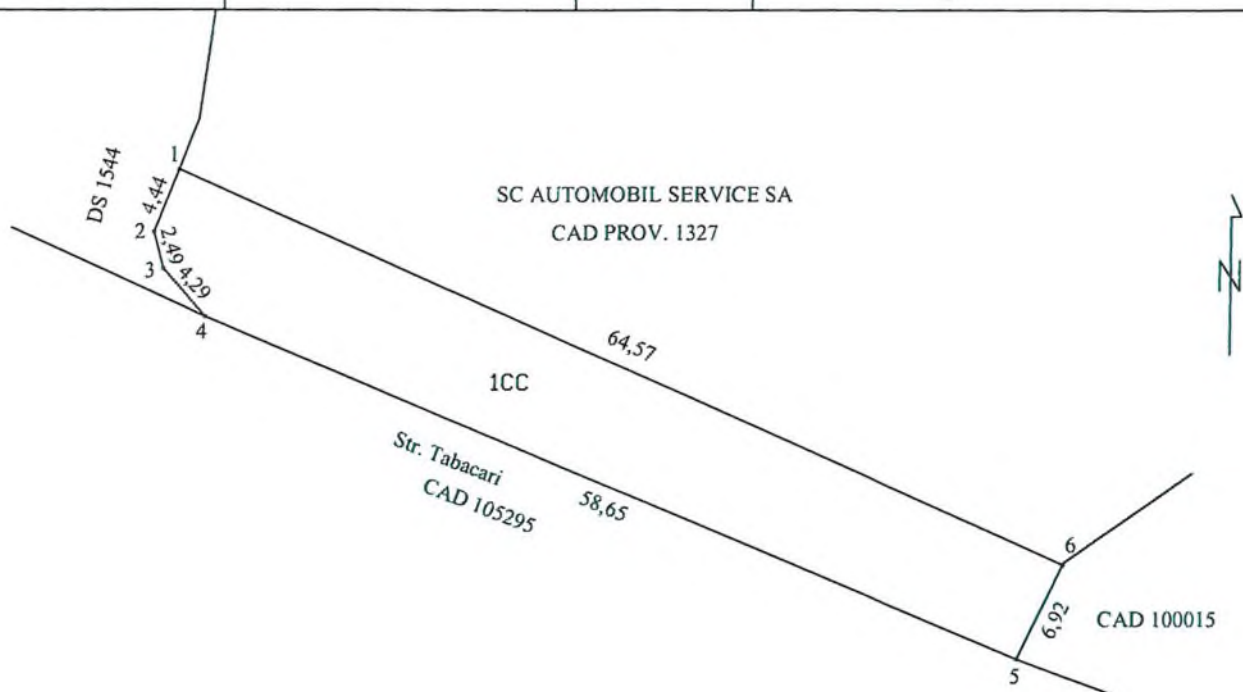 1
DS 1544
4,44
2
2,49
3
4,29
4
SC AUTOMOBIL SERVICE SA
CAD PROV. 1327
N
64,57
1CC
Str. Tabacari
CAD 105295
58,65
6
6,92
CAD 100015
5